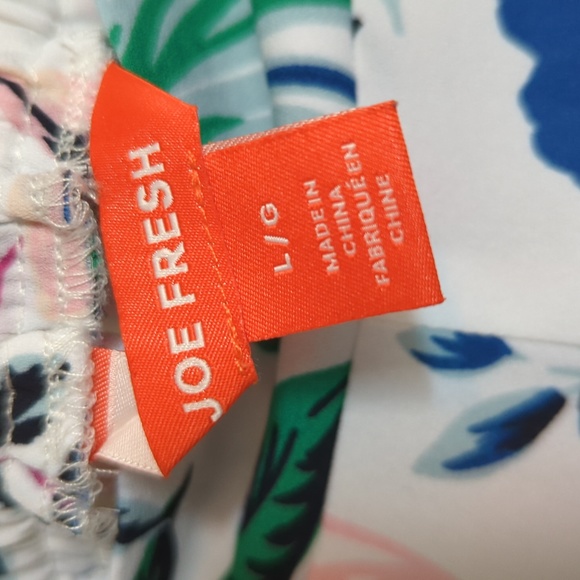 JOE FRESH
L/G
MADE IN
CHINA
FABRIQUÉ EN
CHINE